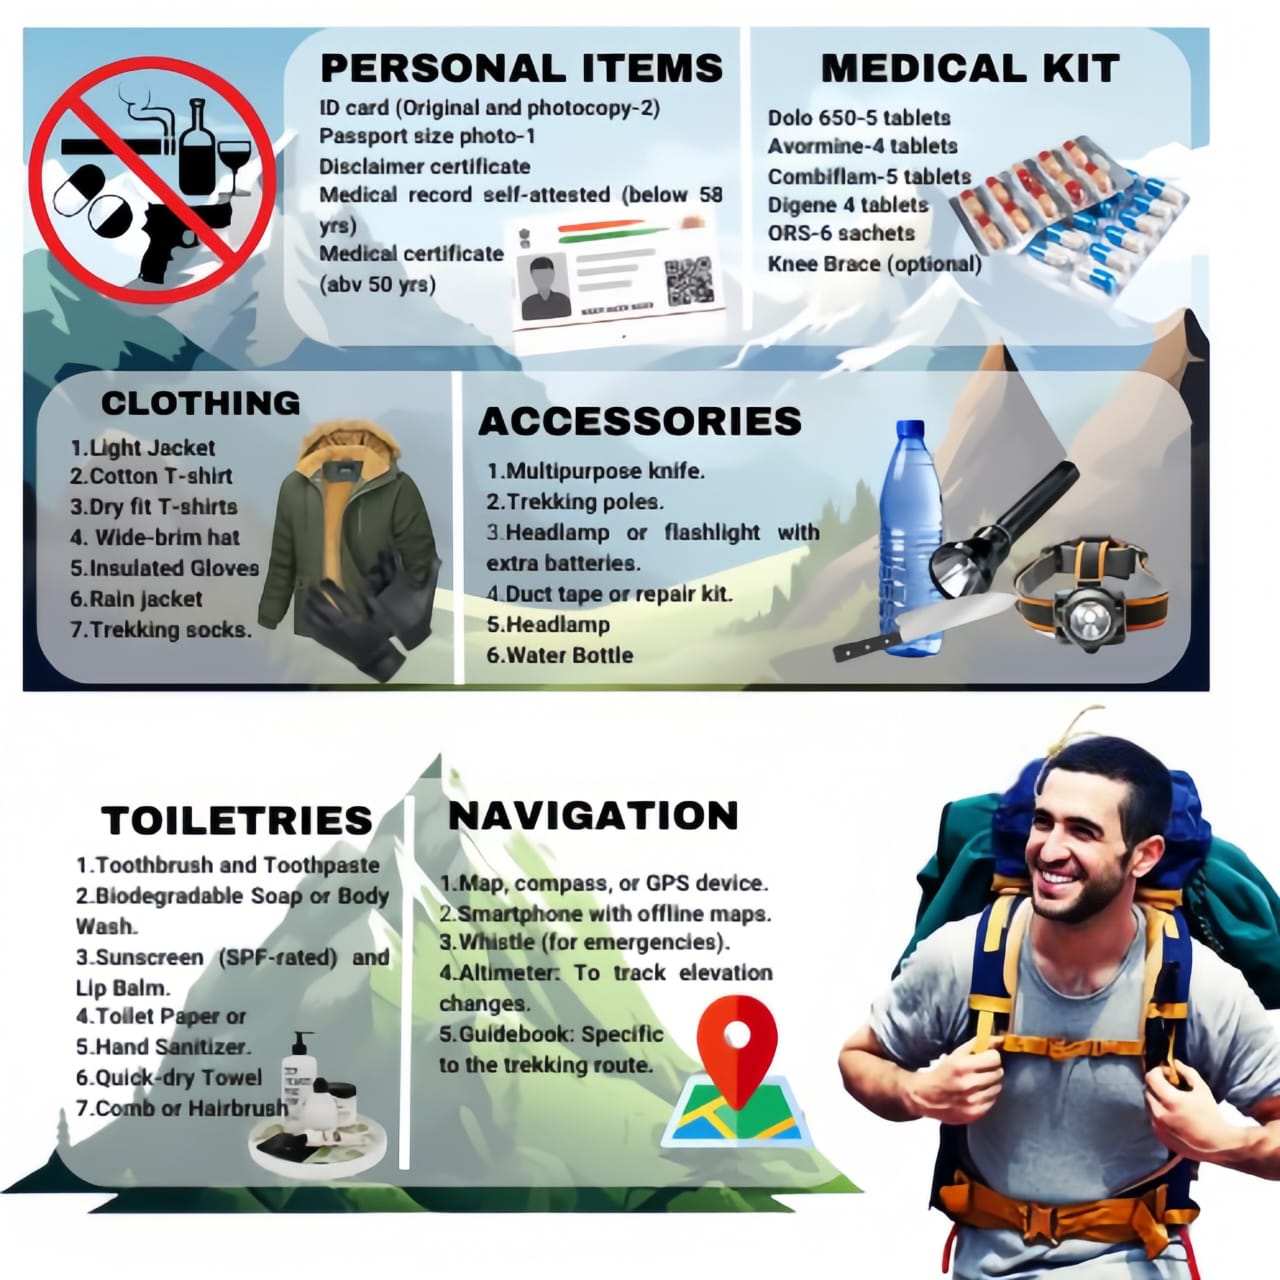 PERSONAL ITEMS
ID card (Original and photocopy-2)
Passport size photo-1
Disclaimer certificate
Medical record self-attested (below 58
yrs)
Medical certificate
(abv 50 yrs)
MEDICAL KIT
Dolo 650-5 tablets
Avormine-4 tablets
Combiflam-5 tablets
Digene 4 tablets
ORS-6 sachets
Knee Brace (optional)
CLOTHING
1.Light Jacket
2.Cotton T-shirt
3.Dry fit T-shirts
4. Wide-brim hat
5.Insulated Gloves
6.Rain jacket
7.Trekking socks.
ACCESSORIES
1.Multipurpose knife.
2.Trekking poles.
3.Headlamp or flashlight with
extra batteries.
4.Duct tape or repair kit.
5.Headlamp
6.Water Bottle
TOILETRIES
1.Toothbrush and Toothpaste
2.Biodegradable Soap or Body
Wash.
3.Sunscreen (SPF-rated) and
Lip Balm.
4.Toilet Paper or
5.Hand Sanitizer.
6.Quick-dry Towel
7.Comb or Hairbrush
NAVIGATION
1.Map, compass, or GPS device.
2.Smartphone with offline maps.
3.Whistle (for emergencies).
4.Altimeter: To track elevation
changes.
5.Guidebook: Specific
to the trekking route.